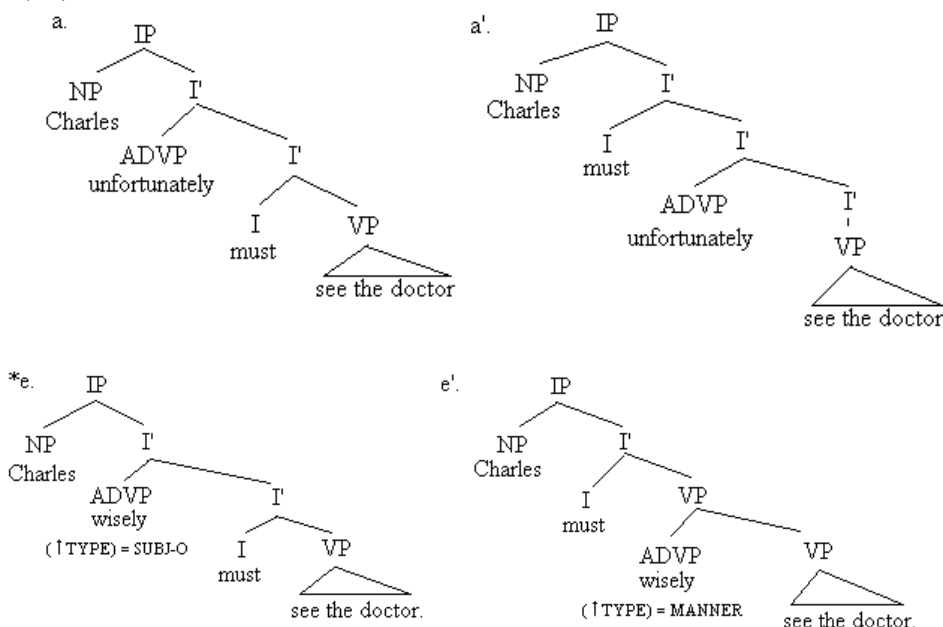 a.
IP
NP I'
Charles
ADVP I'
unfortunately
I VP
must
see the doctor
a'.
IP
NP I'
Charles
I I'
must
ADVP I'
unfortunately
VP
see the doctor
*e.
IP
NP I'
Charles
ADVP I'
wisely
(↑TYPE) = SUBJ-O
I VP
must
see the doctor.
e'.
IP
NP I'
Charles
I VP
must
ADVP VP
wisely
(↑TYPE) = MANNER
see the doctor.